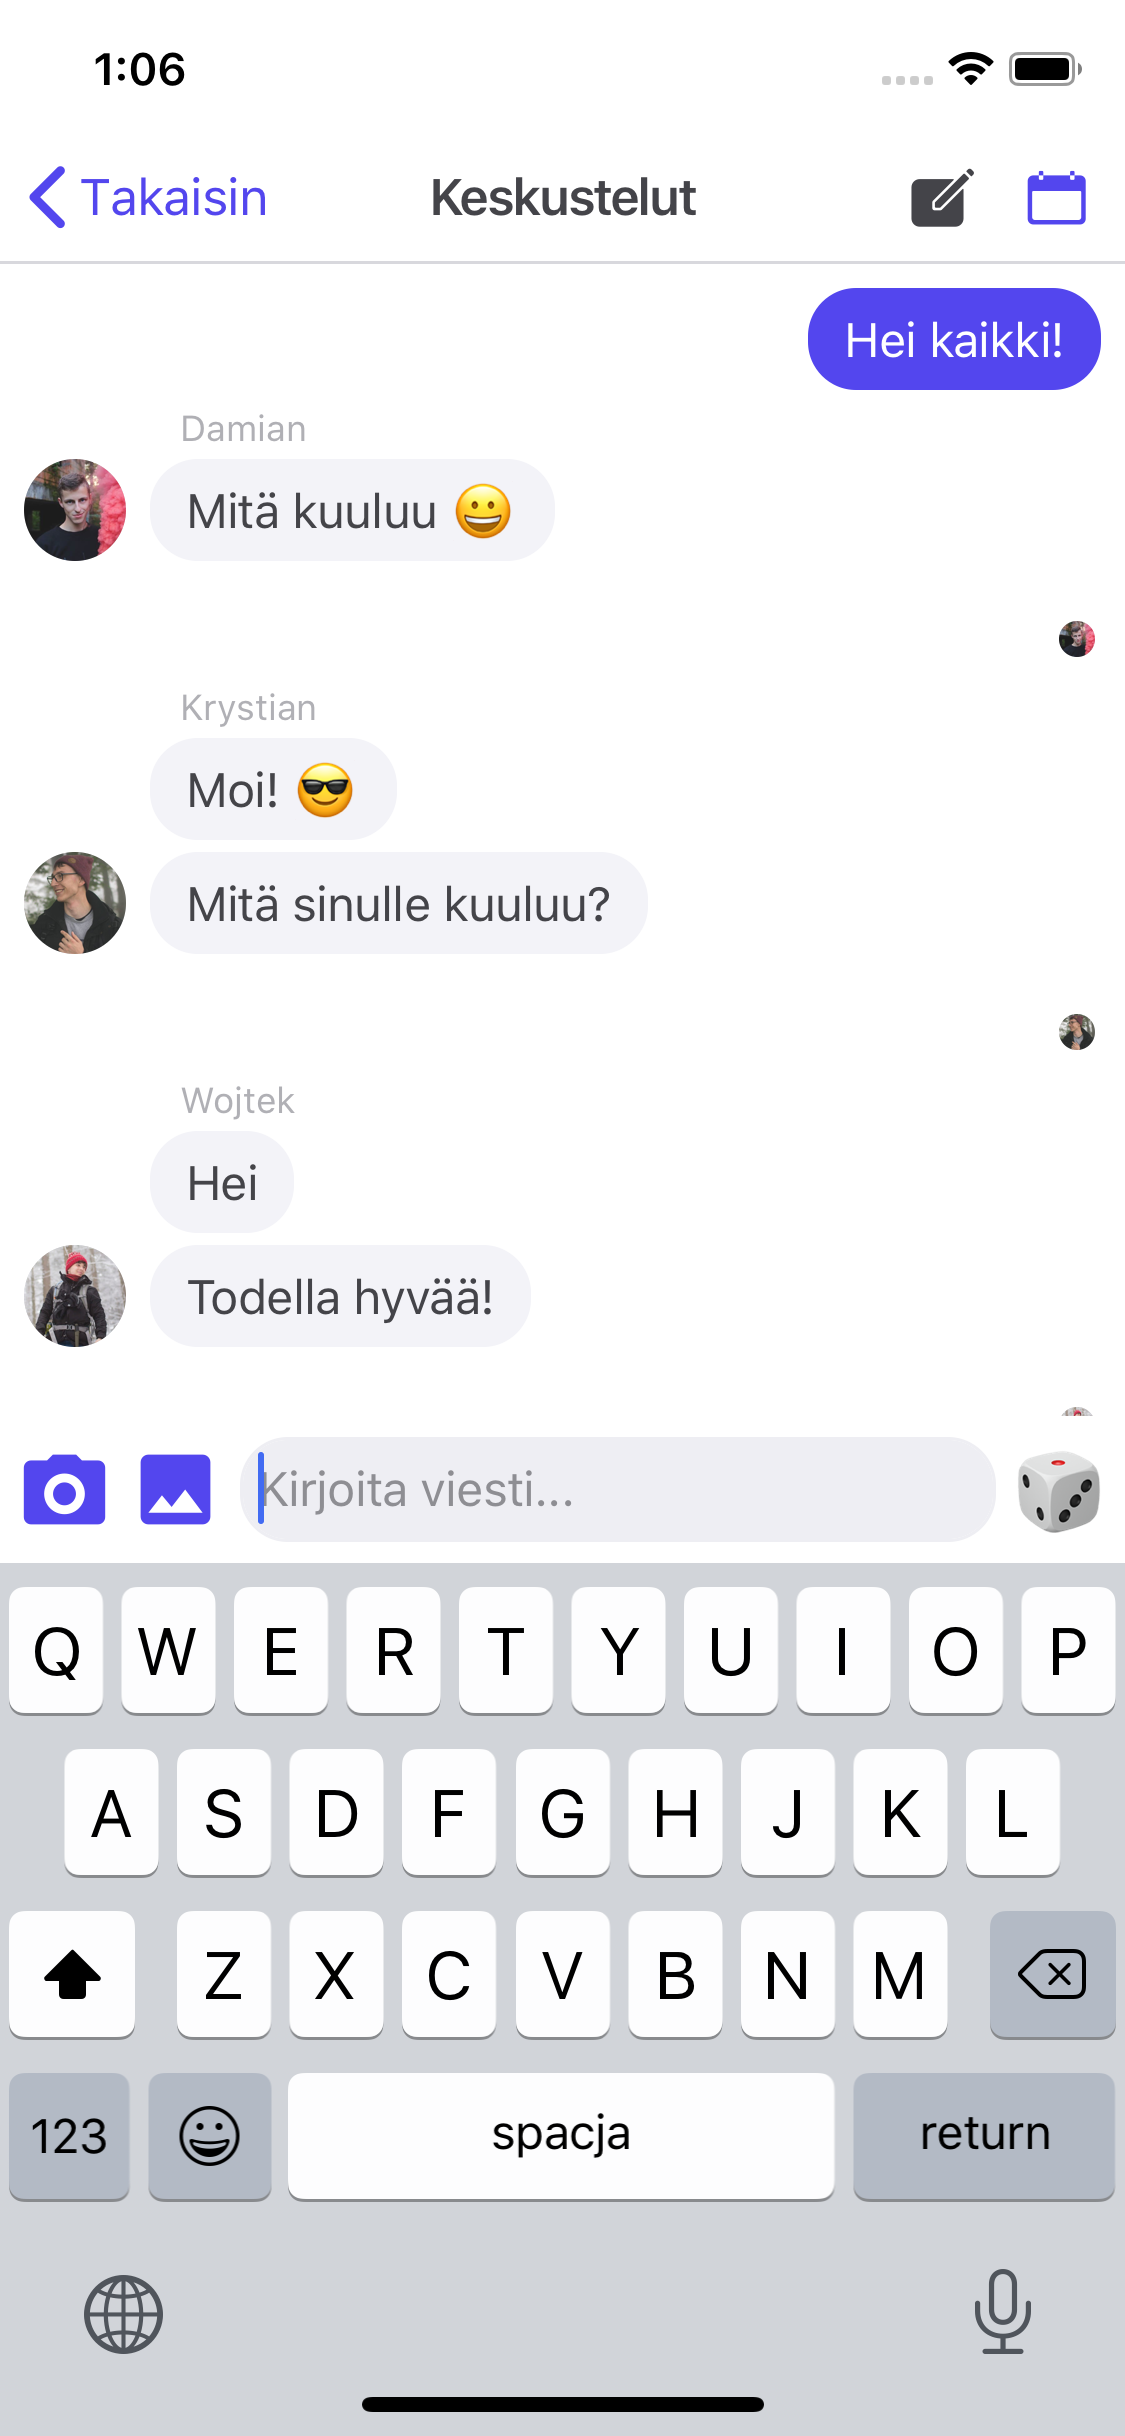 1:06
Takaisin
Keskustelut
Hei kaikki!
Damian
Mitä kuuluu 😀
Krystian
Moi! 😎
Mitä sinulle kuuluu?
Wojtek
Hei
Todella hyvää!
Kirjoita viesti...
Q W E R T Y U I O P
A S D F G H J K L
Z X C V B N M
123 spacja return